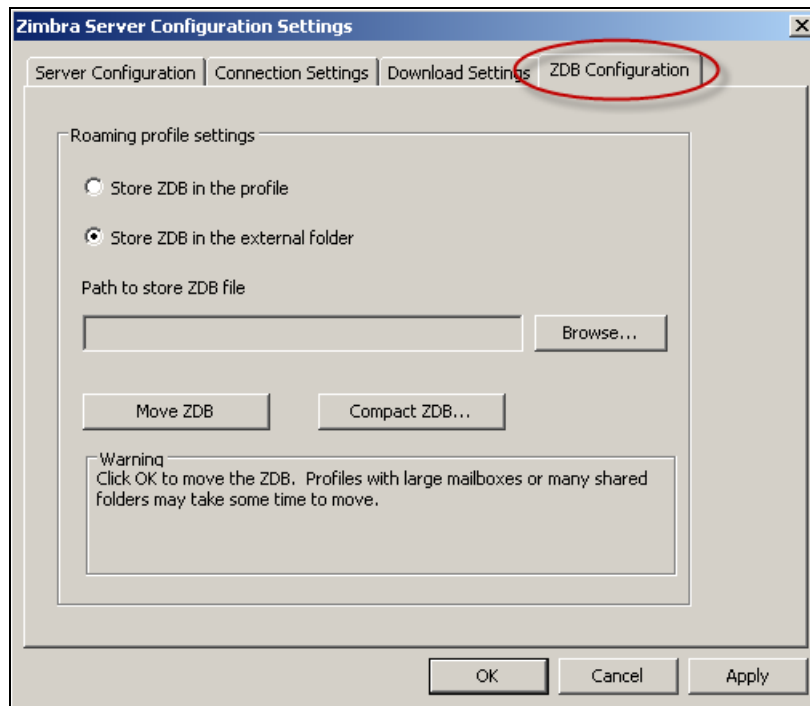 Zimbra Server Configuration Settings
Server Configuration
Connection Settings
Download Settings
ZDB Configuration
Roaming profile settings
Store ZDB in the profile
Store ZDB in the external folder
Path to store ZDB file
Browse...
Move ZDB
Compact ZDB...
Warning
Click OK to move the ZDB. Profiles with large mailboxes or many shared
folders may take some time to move.
OK
Cancel
Apply